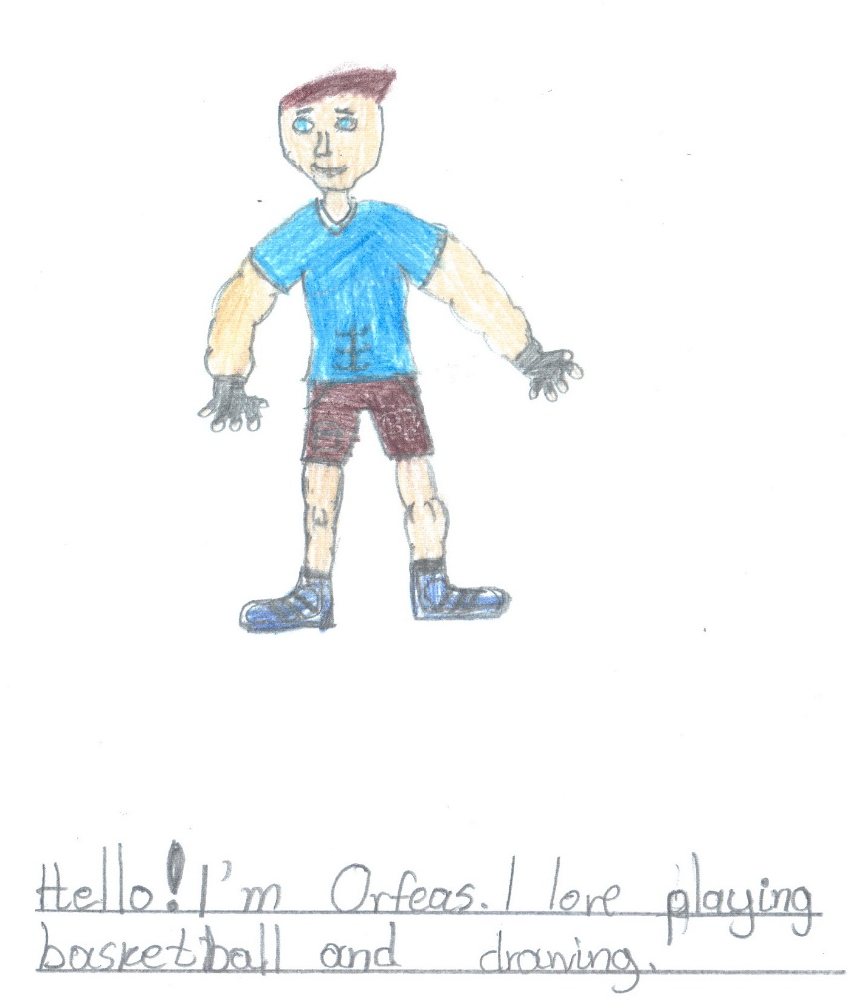 Hello! I'm Orfeas. I love playing
basketball and drawing.